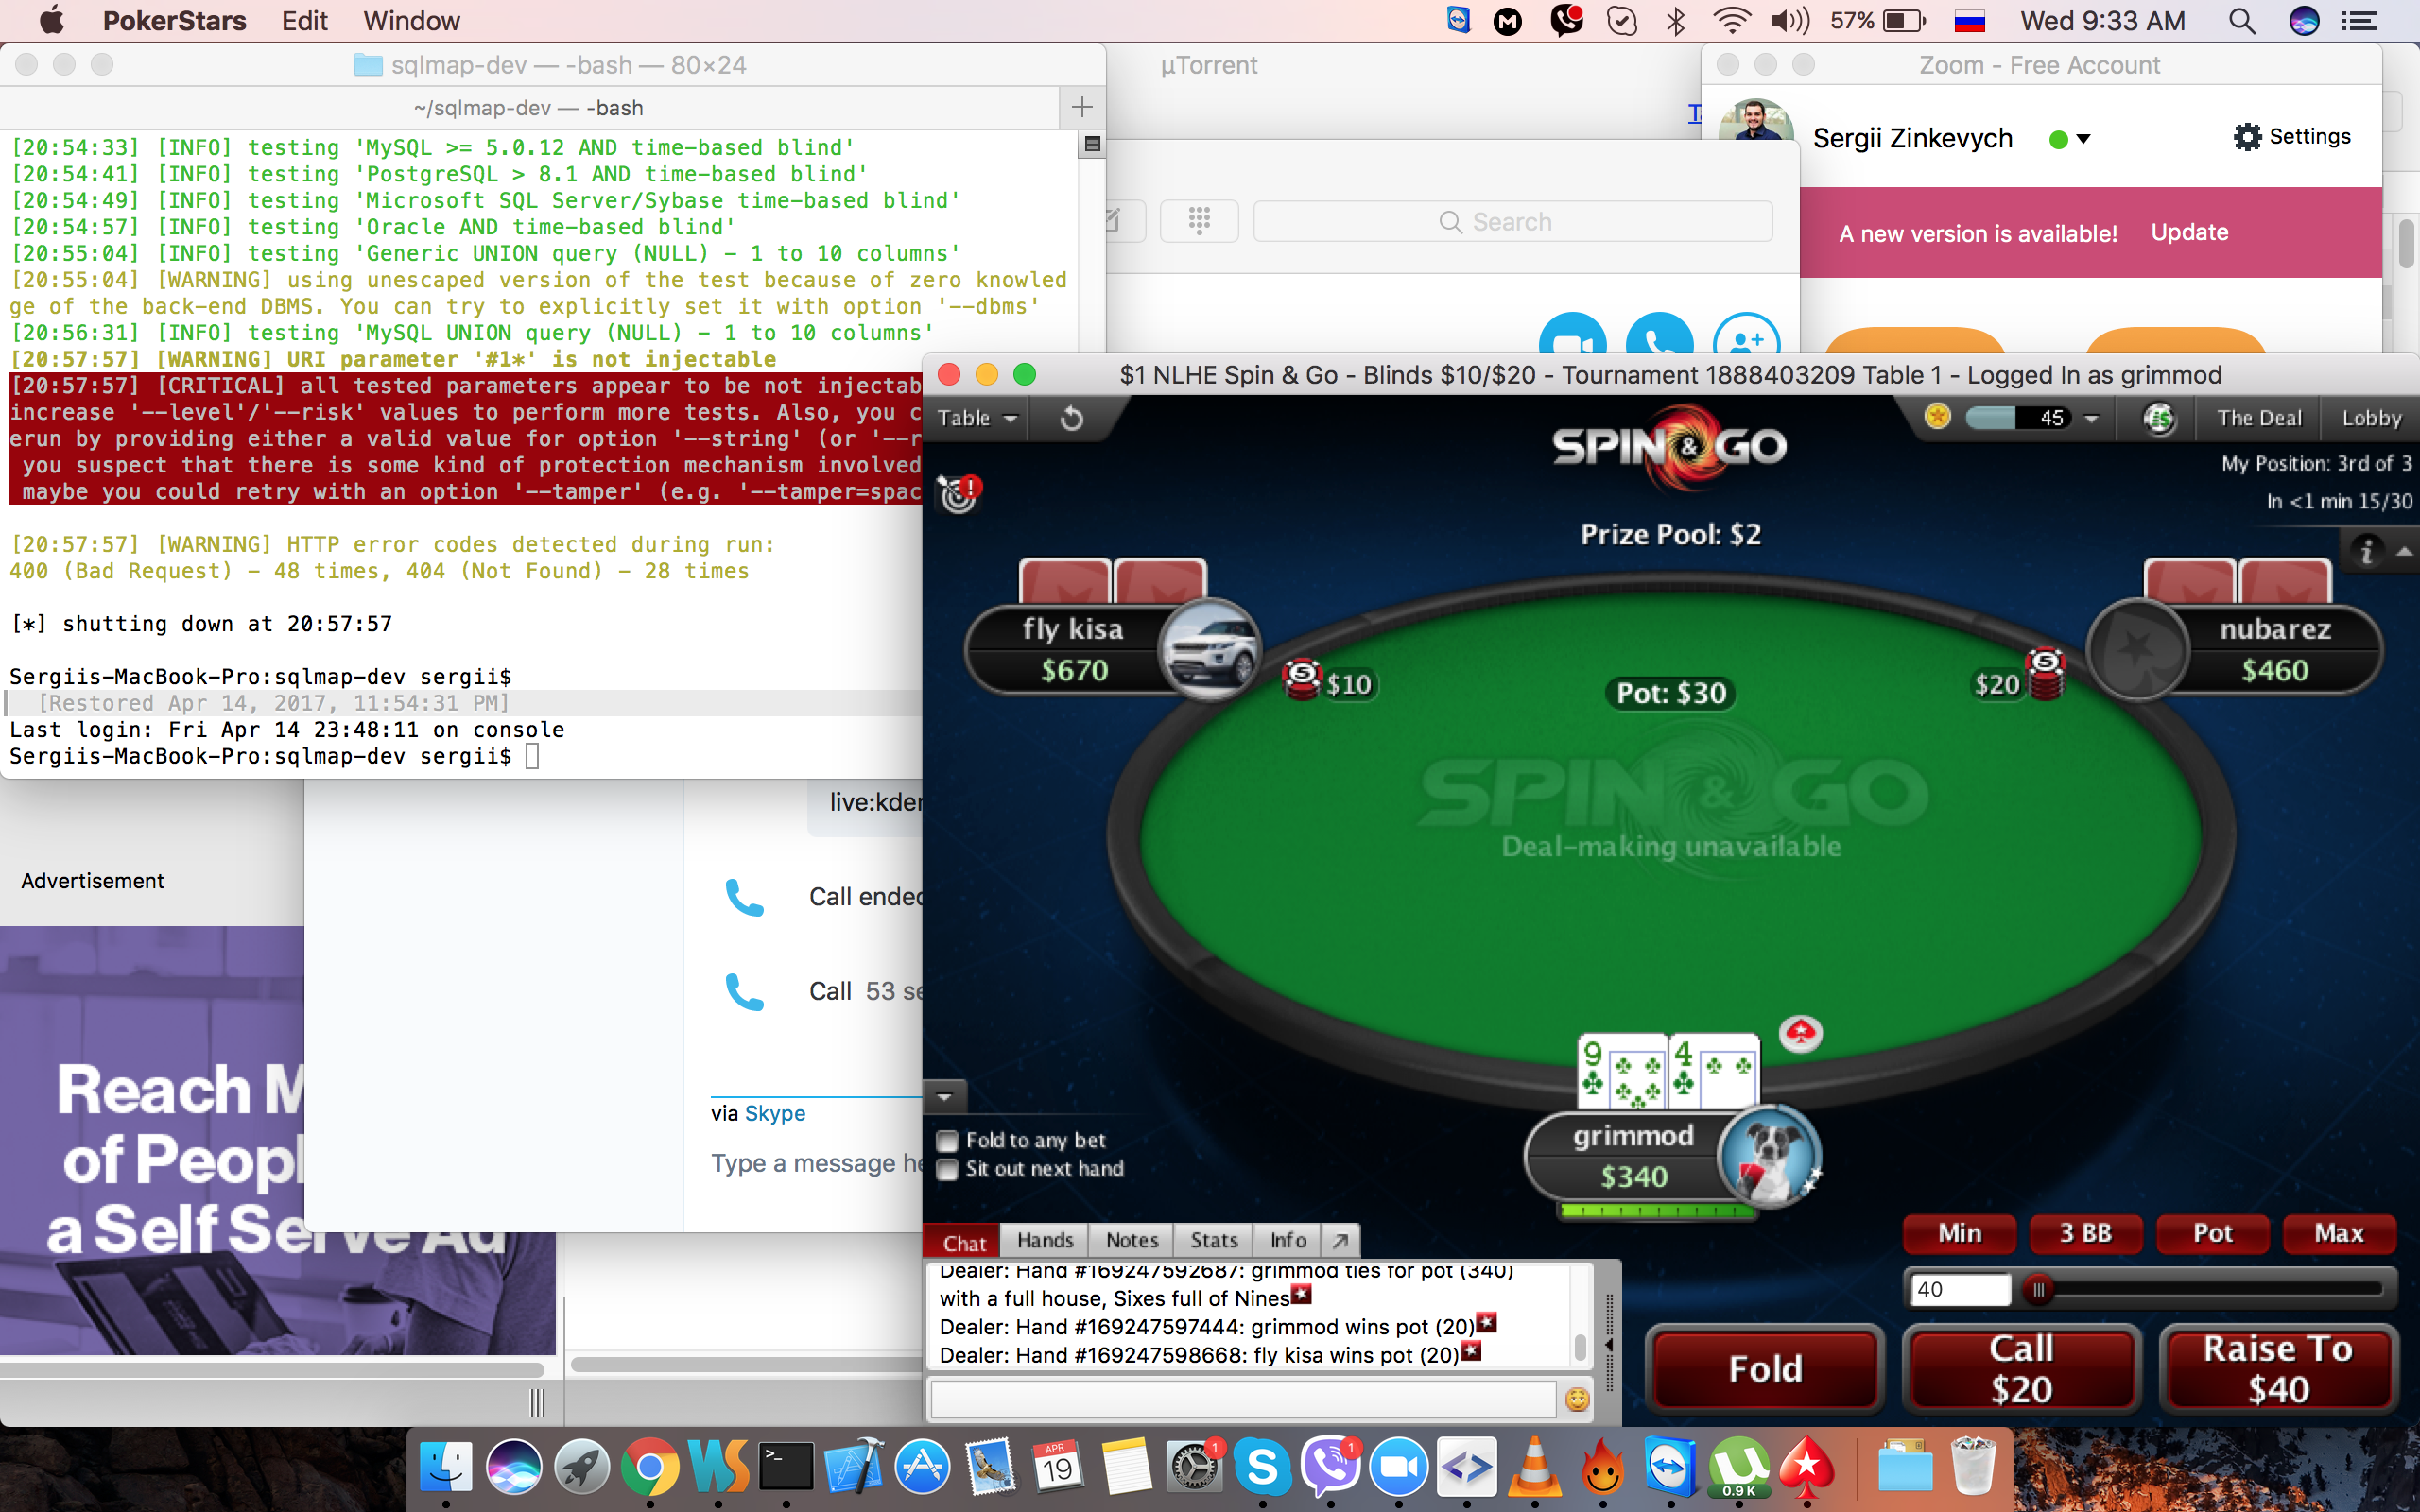 PokerStars Edit Window
57% Wed 9:33 AM
sqlmap-dev — -bash — 80×24
~/sqlmap-dev — -bash
[20:54:33] [INFO] testing 'MySQL >= 5.0.12 AND time-based blind'
[20:54:41] [INFO] testing 'PostgreSQL > 8.1 AND time-based blind'
[20:54:49] [INFO] testing 'Microsoft SQL Server/Sybase time-based blind'
[20:54:57] [INFO] testing 'Oracle AND time-based blind'
[20:55:04] [INFO] testing 'Generic UNION query (NULL) - 1 to 10 columns'
[20:55:04] [WARNING] using unescaped version of the test because of zero knowled
ge of the back-end DBMS. You can try to explicitly set it with option '--dbms'
[20:56:31] [INFO] testing 'MySQL UNION query (NULL) - 1 to 10 columns'
[20:57:57] [WARNING] URI parameter '#1*' is not injectable
[20:57:57] [CRITICAL] all tested parameters appear to be not injectab
increase '--level'/'--risk' values to perform more tests. Also, you c
erun by providing either a valid value for option '--string' (or '--r
you suspect that there is some kind of protection mechanism involved
maybe you could retry with an option '--tamper' (e.g. '--tamper=spac
[20:57:57] [WARNING] HTTP error codes detected during run:
400 (Bad Request) - 48 times, 404 (Not Found) - 28 times
[*] shutting down at 20:57:57
Sergiis-MacBook-Pro:sqlmap-dev sergii$
[Restored Apr 14, 2017, 11:54:31 PM]
Last login: Fri Apr 14 23:48:11 on console
Sergiis-MacBook-Pro:sqlmap-dev sergii$
µTorrent
Search
Zoom - Free Account
Sergii Zinkevych
Settings
A new version is available! Update
live:kder
Call ended
Call 53 se
via Skype
Type a message he
Advertisement
Reach M
of Peopl
a Self Serve Ad
$1 NLHE Spin & Go - Blinds $10/$20 - Tournament 1888403209 Table 1 - Logged In as grimmod
Table
45
The Deal
Lobby
My Position: 3rd of 3
In <1 min 15/30
SPIN & GO
Prize Pool: $2
fly kisa
$670
$10
Pot: $30
$20
nubarez
$460
SPIN & GO
Deal-making unavailable
9 4
grimmod
$340
Fold to any bet
Sit out next hand
Chat Hands Notes Stats Info
Dealer: Hand #169247592687: grimmod ties for pot (340)
with a full house, Sixes full of Nines
Dealer: Hand #169247597444: grimmod wins pot (20)
Dealer: Hand #169247598668: fly kisa wins pot (20)
Min 3 BB Pot Max
40
Fold
Call
$20
Raise To
$40
APR
19
1
1
0.9 K